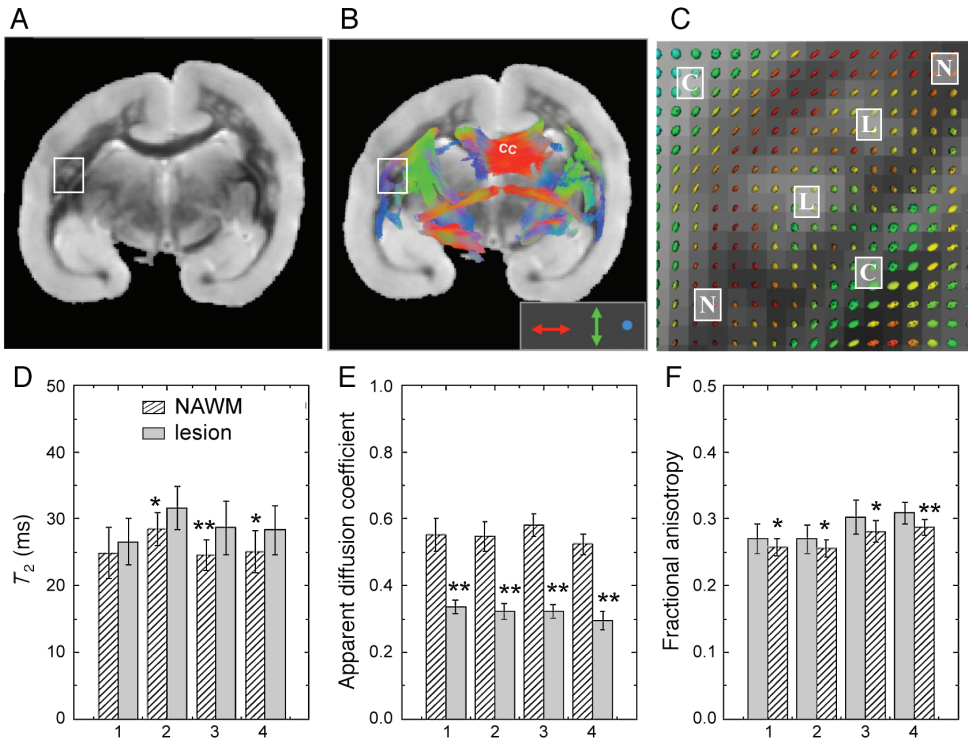 A
B
C
CC
C
N
L
L
C
N
D
50
40
30
20
10
0
T2 (ms)
NAWM
lesion
*
**
*
1 2 3 4
E
1.0
0.8
0.6
0.4
0.2
0.0
Apparent diffusion coefficient
**
**
**
**
1 2 3 4
F
0.5
0.4
0.3
0.2
0.1
0.0
Fractional anisotropy
*
*
*
**
1 2 3 4